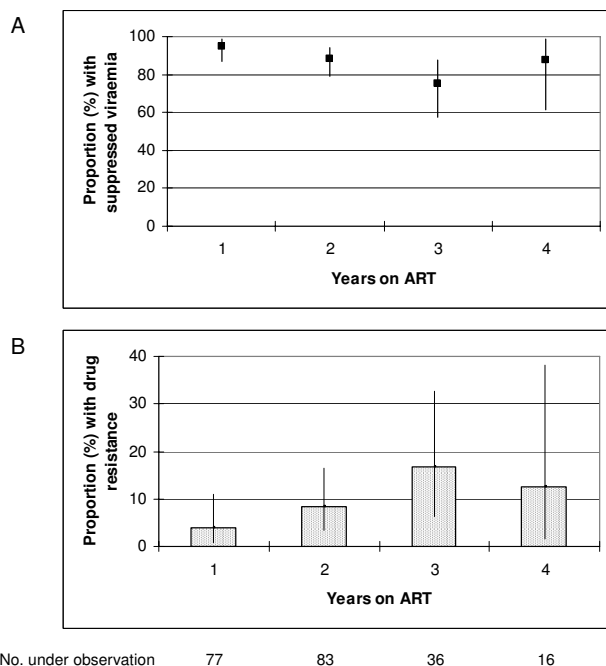 A
Proportion (%) with
suppressed viraemia
100
80
60
40
20
0
1 2 3 4
Years on ART
B
Proportion (%) with drug
resistance
40
30
20
10
0
1 2 3 4
Years on ART
No. under observation 77 83 36 16